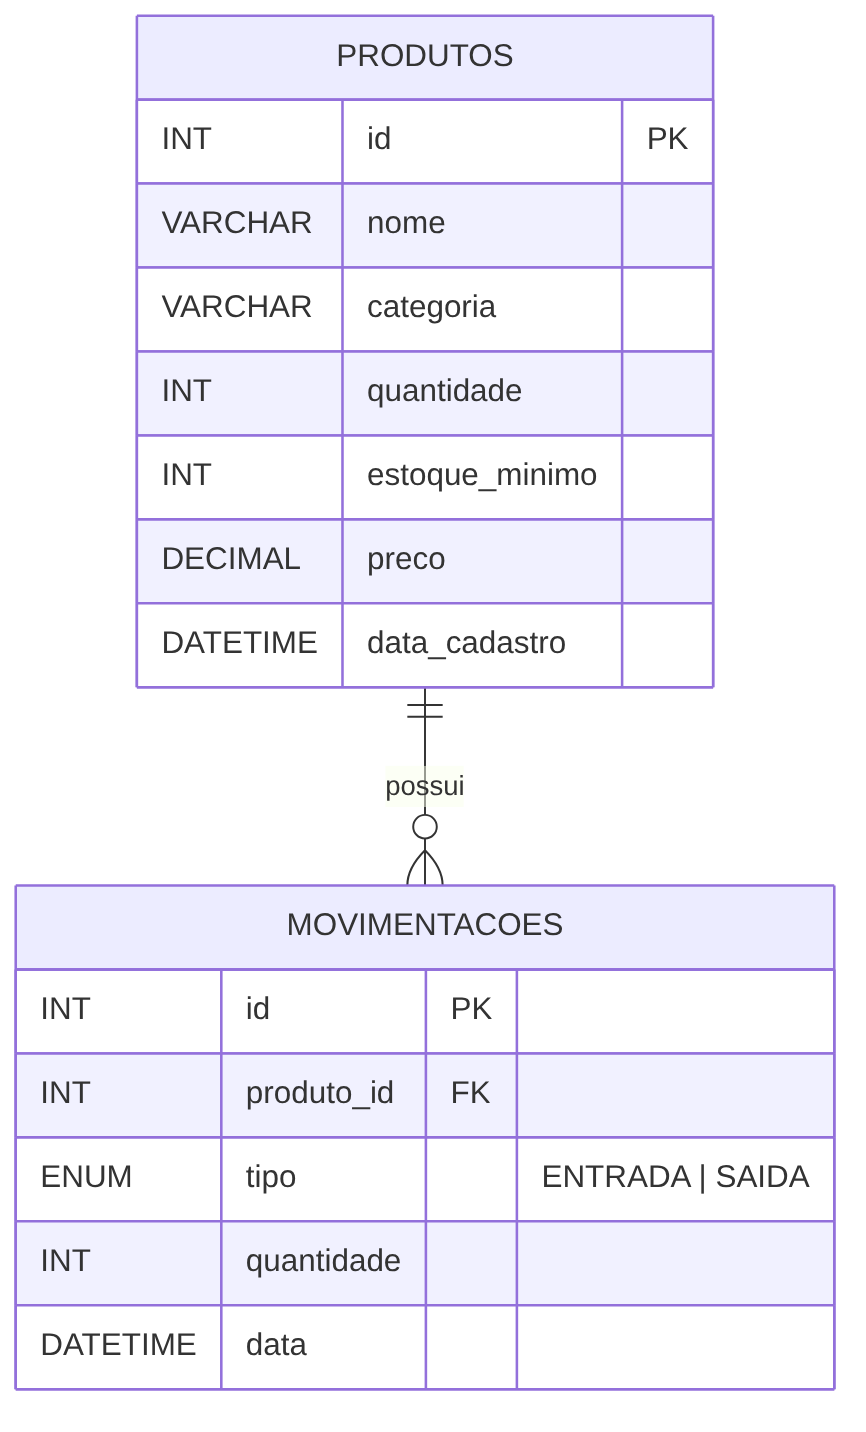 PRODUTOS
INT id PK
VARCHAR nome
VARCHAR categoria
INT quantidade
INT estoque_minimo
DECIMAL preco
DATETIME data_cadastro
possui
MOVIMENTACOES
INT id PK
INT produto_id FK
ENUM tipo ENTRADA | SAIDA
INT quantidade
DATETIME data